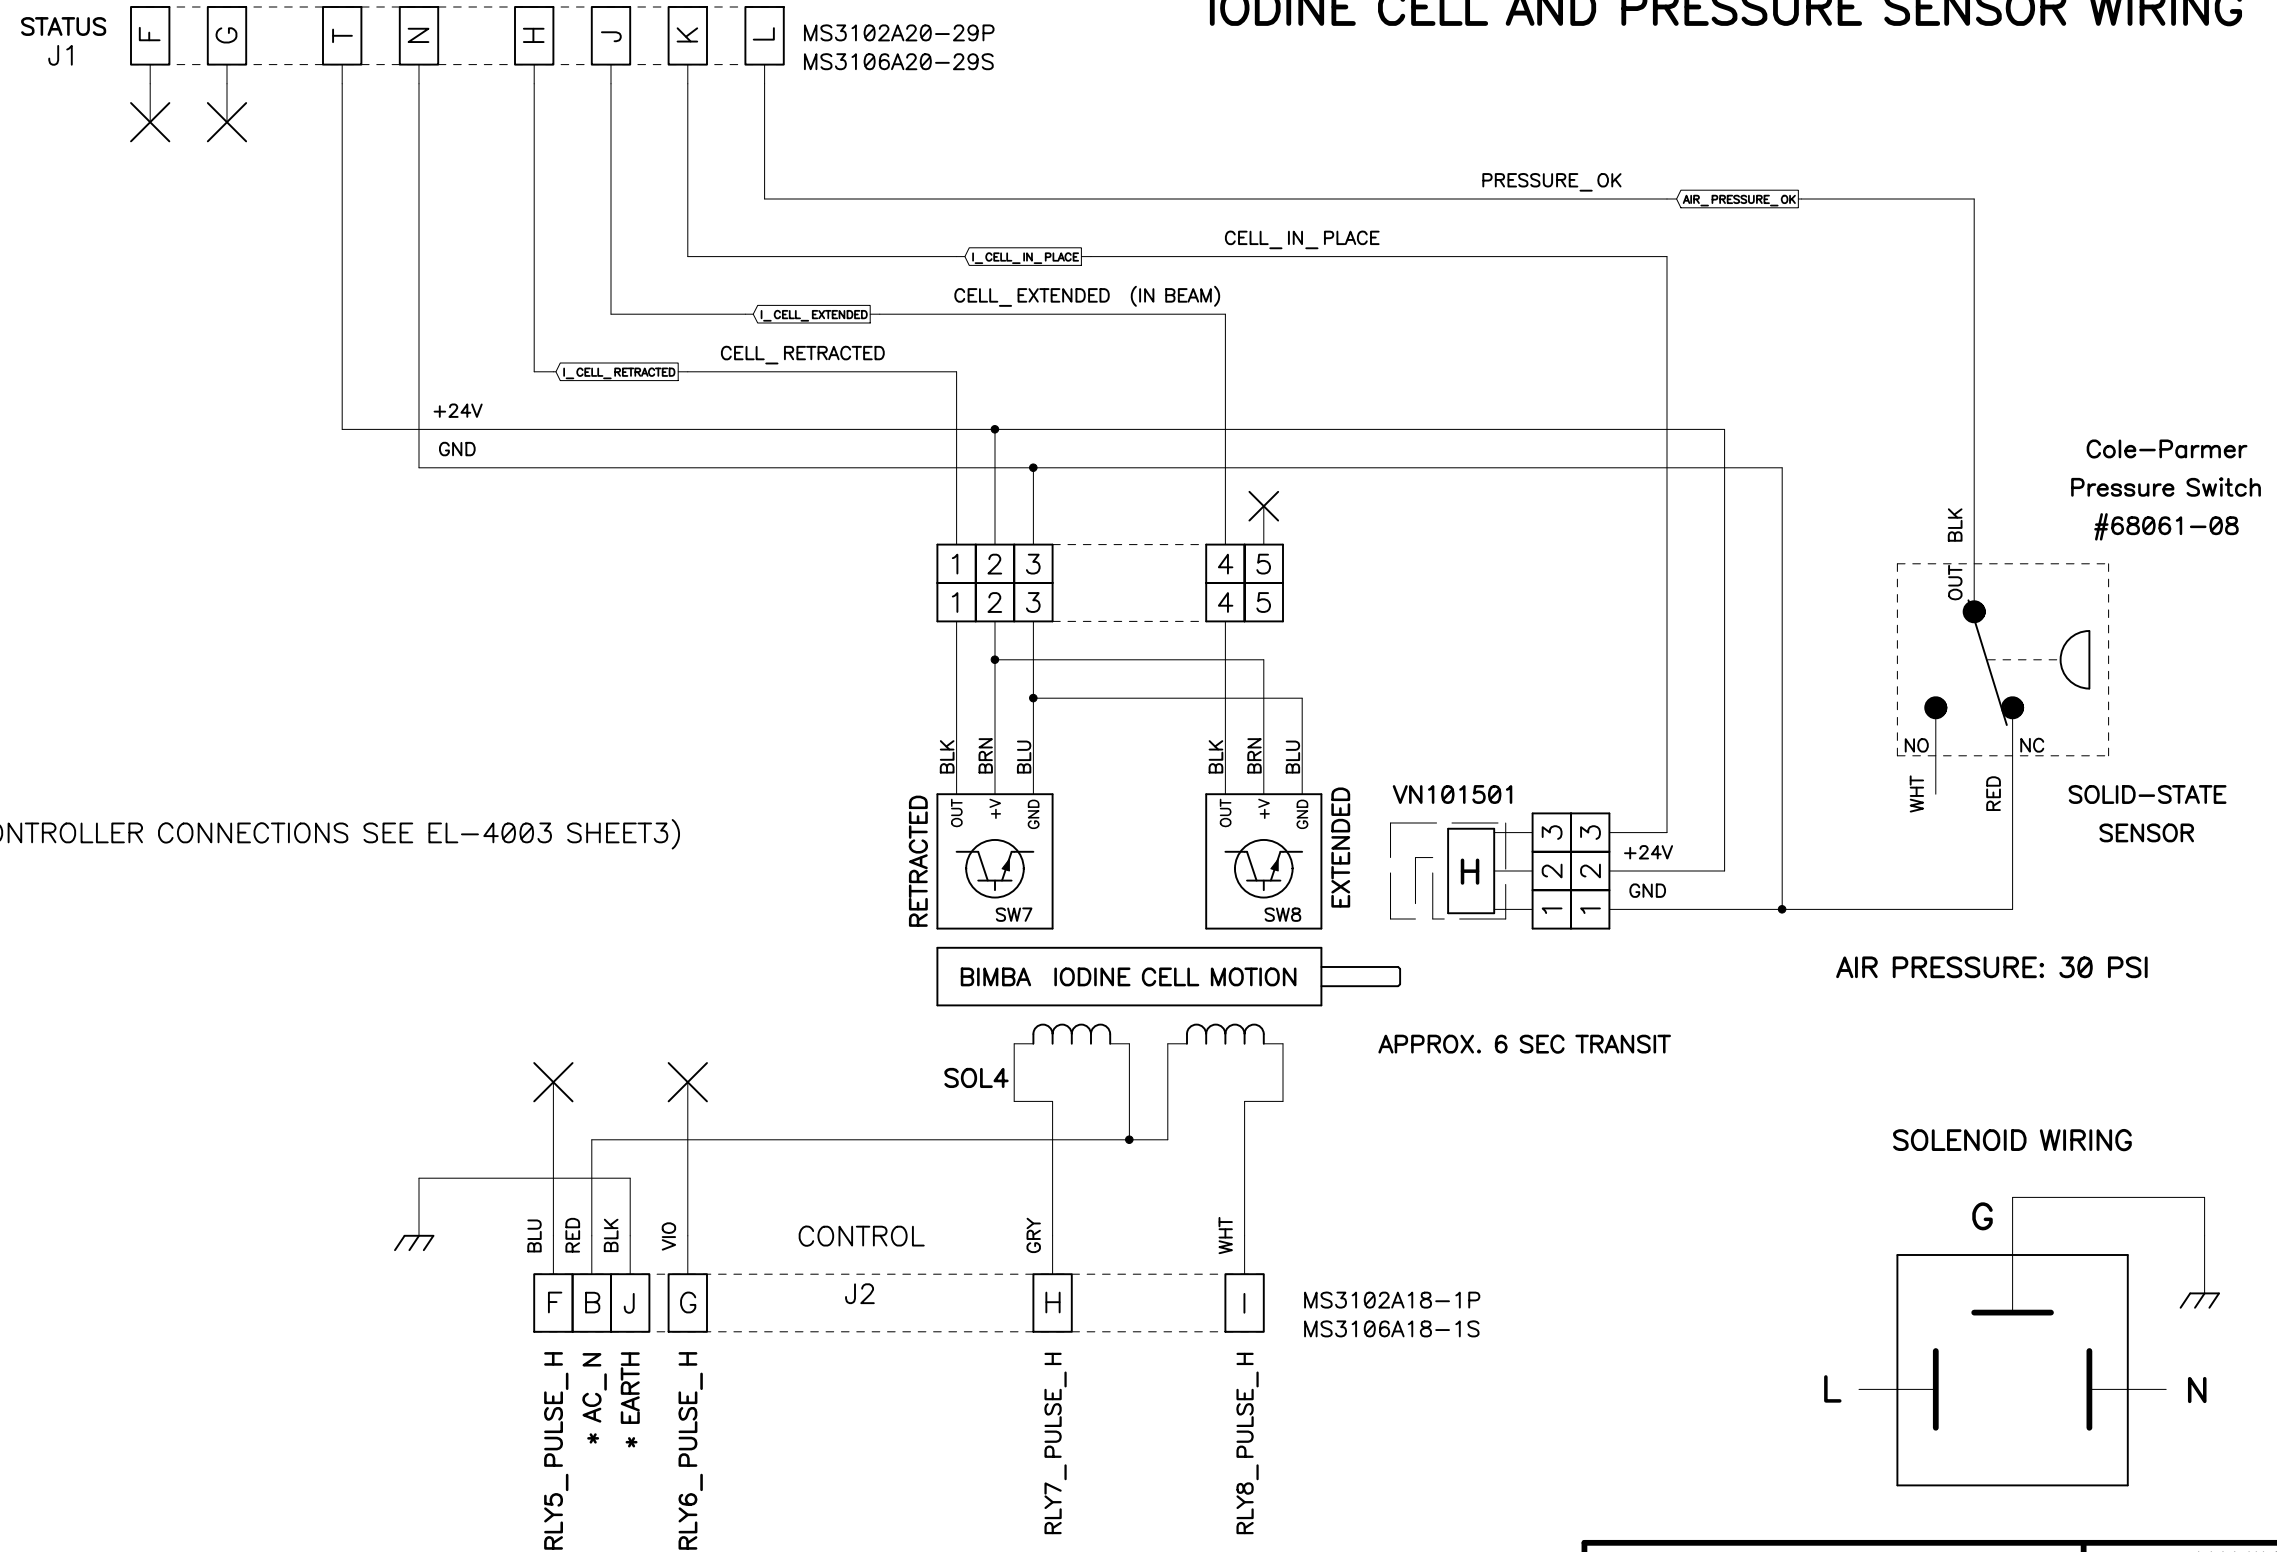 IODINE CELL AND PRESSURE SENSOR WIRING
STATUS
J1
F
G
T
N
H
J
K
L
MS3102A20-29P
MS3106A20-29S
PRESSURE_OK
AIR_PRESSURE_OK
CELL_IN_PLACE
I_CELL_IN_PLACE
CELL_EXTENDED (IN BEAM)
I_CELL_EXTENDED
CELL_RETRACTED
I_CELL_RETRACTED
+24V
GND
Cole-Parmer
Pressure Switch
#68061-08
BLK
OUT
NO
NC
WHT
RED
SOLID-STATE
SENSOR
1 2 3 4 5
1 2 3 4 5
BLK
BRN
BLU
BLK
BRN
BLU
RETRACTED
OUT
+V
GND
SW7
OUT
+V
GND
SW8
EXTENDED
VN101501
H
3 3
2 2
1 1
+24V
GND
ONTROLLER CONNECTIONS SEE EL-4003 SHEET3)
BIMBA IODINE CELL MOTION
AIR PRESSURE: 30 PSI
APPROX. 6 SEC TRANSIT
SOL4
BLU
RED
BLK
VIO
CONTROL
GRY
WHT
F
B
J
G
J2
H
I
MS3102A18-1P
MS3106A18-1S
RLY5_PULSE_H
* AC_N
* EARTH
RLY6_PULSE_H
RLY7_PULSE_H
RLY8_PULSE_H
SOLENOID WIRING
G
L
N